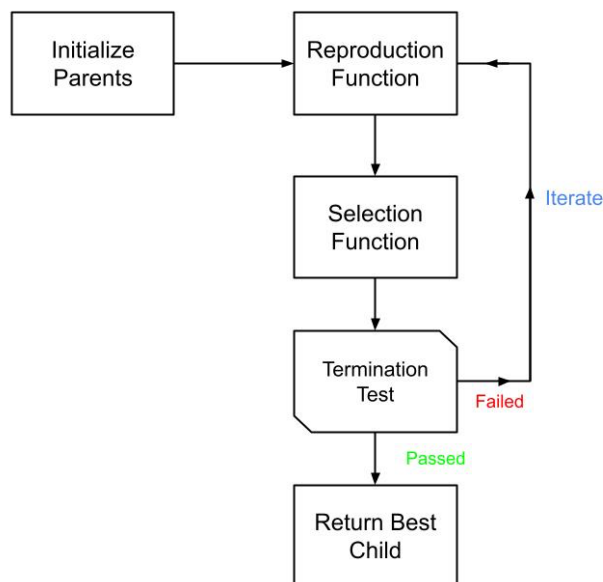 Initialize
Parents
Reproduction
Function
Selection
Function
Iterate
Termination
Test
Failed
Passed
Return Best
Child